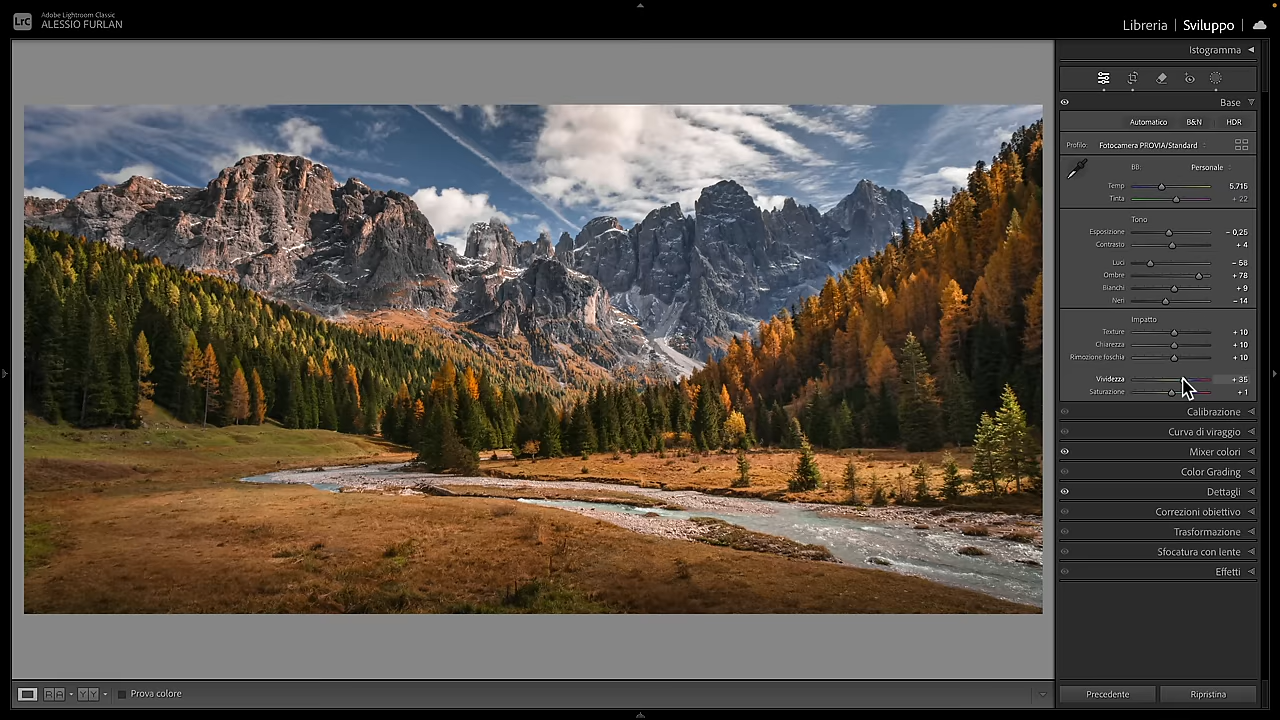 LrC
Adobe Lightroom Classic
ALESSIO FURLAN
Libreria | Sviluppo |
Istogramma
Base
Automatico B&N HDR
Profilo: Fotocamera PROVIA/Standard
BB: Personale
Temp 5.715
Tinta + 22
Tono
Esposizione - 0,25
Contrasto + 4
Luci - 58
Ombre + 78
Bianchi + 9
Neri - 14
Impatto
Texture + 10
Chiarezza + 10
Rimozione foschia + 10
Vividezza + 35
Saturazione + 1
Calibrazione
Curva di viraggio
Mixer colori
Color Grading
Dettagli
Correzioni obiettivo
Trasformazione
Sfocatura con lente
Effetti
R A Y Y Prova colore
Precedente Ripristina